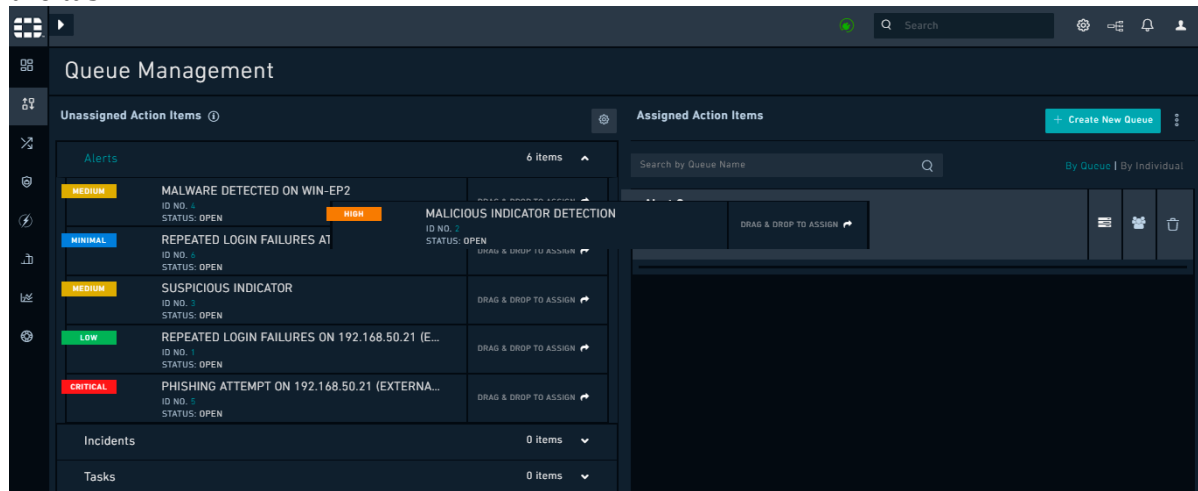 Search
Queue Management
Unassigned Action Items
Alerts
6 items
MEDIUM
MALWARE DETECTED ON WIN-EP2
ID NO. 4
STATUS: OPEN
HIGH
MALICIOUS INDICATOR DETECTION
ID NO. 2
STATUS: OPEN
DRAG & DROP TO ASSIGN
MINIMAL
REPEATED LOGIN FAILURES AT
ID NO. 6
STATUS: OPEN
DRAG & DROP TO ASSIGN
MEDIUM
SUSPICIOUS INDICATOR
ID NO. 3
STATUS: OPEN
DRAG & DROP TO ASSIGN
LOW
REPEATED LOGIN FAILURES ON 192.168.50.21 (E...
ID NO. 1
STATUS: OPEN
DRAG & DROP TO ASSIGN
CRITICAL
PHISHING ATTEMPT ON 192.168.50.21 (EXTERNA...
ID NO. 5
STATUS: OPEN
DRAG & DROP TO ASSIGN
Incidents
0 items
Tasks
0 items
Assigned Action Items
+ Create New Queue
Search by Queue Name
By Queue | By Individual